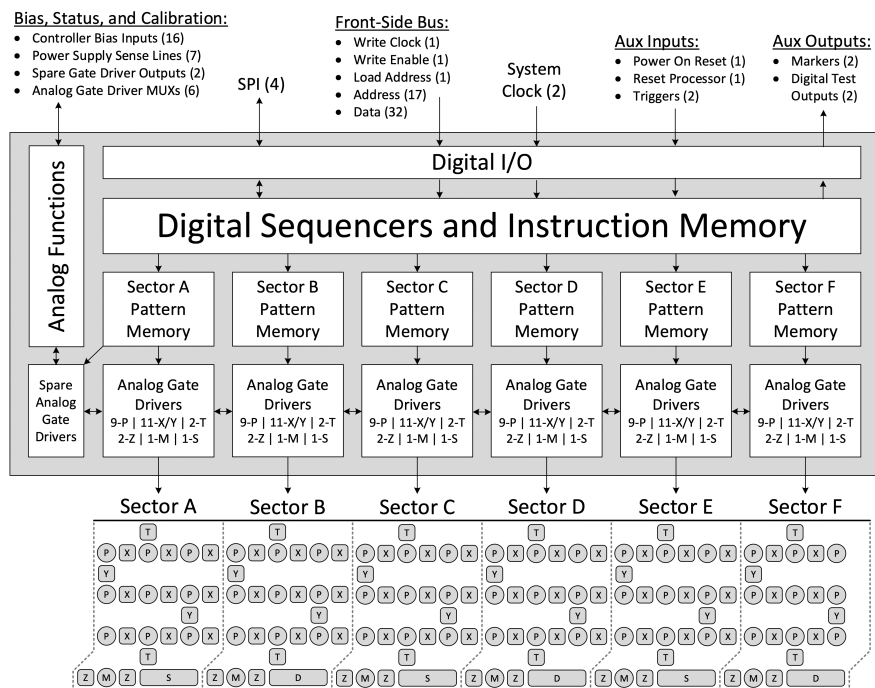 Bias, Status, and Calibration:
• Controller Bias Inputs (16)
• Power Supply Sense Lines (7)
• Spare Gate Driver Outputs (2)
• Analog Gate Driver MUXs (6)
SPI (4)
Front-Side Bus:
• Write Clock (1)
• Write Enable (1)
• Load Address (1)
• Address (17)
• Data (32)
System
Clock (2)
Aux Inputs:
• Power On Reset (1)
• Reset Processor (1)
• Triggers (2)
Aux Outputs:
• Markers (2)
• Digital Test
Outputs (2)
Analog Functions
Digital I/O
Digital Sequencers and Instruction Memory
Sector A
Pattern
Memory
Sector B
Pattern
Memory
Sector C
Pattern
Memory
Sector D
Pattern
Memory
Sector E
Pattern
Memory
Sector F
Pattern
Memory
Spare
Analog
Gate
Drivers
Analog Gate
Drivers
9-P | 11-X/Y | 2-T
2-Z | 1-M | 1-S
Analog Gate
Drivers
9-P | 11-X/Y | 2-T
2-Z | 1-M | 1-S
Analog Gate
Drivers
9-P | 11-X/Y | 2-T
2-Z | 1-M | 1-S
Analog Gate
Drivers
9-P | 11-X/Y | 2-T
2-Z | 1-M | 1-S
Analog Gate
Drivers
9-P | 11-X/Y | 2-T
2-Z | 1-M | 1-S
Analog Gate
Drivers
9-P | 11-X/Y | 2-T
2-Z | 1-M | 1-S
Sector A Sector B Sector C Sector D Sector E Sector F
T T T T T T
P X P X P X P X P X P X P X P X P X P X P X P X P X P X P X P X P X P
Y Y Y Y Y Y
P X P X P X P X P X P X P X P X P X P X P X P X P X P X P X P X P X P
Y Y Y Y Y Y
P X P X P X P X P X P X P X P X P X P X P X P X P X P X P X P X P X P
T T T T T T
Z M Z S Z M Z D Z M Z S Z M Z D Z M Z S Z M Z D